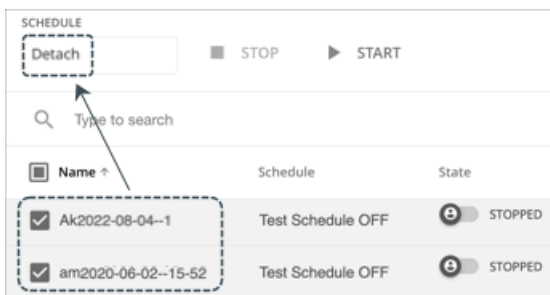 SCHEDULE
Detach STOP START
Type to search
Name ↑ Schedule State
Ak2022-08-04--1 Test Schedule OFF STOPPED
am2020-06-02--15-52 Test Schedule OFF STOPPED